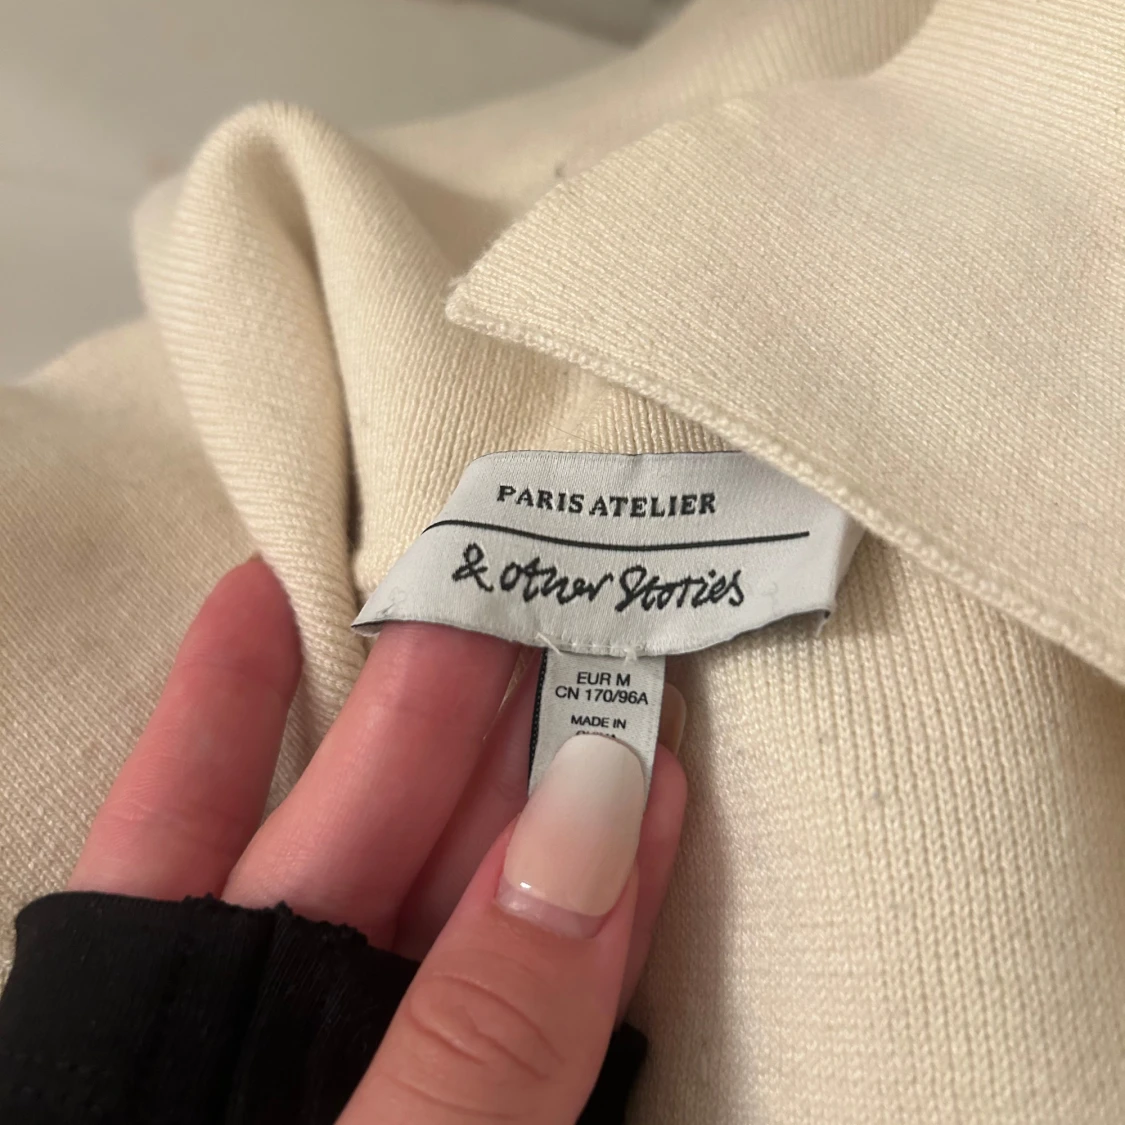 PARIS ATELIER
& other Stories
EUR M
CN 170/96A
MADE IN